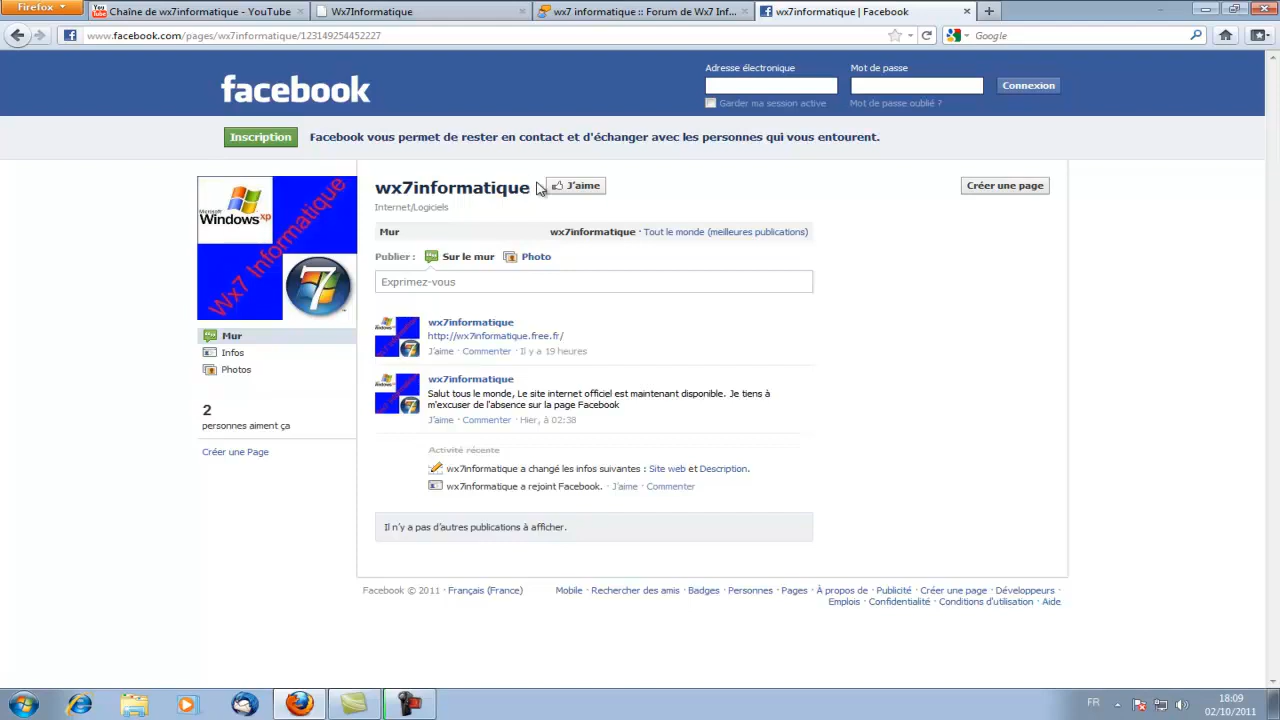 Firefox
Chaîne de wx7informatique - YouTube
Wx7Informatique
wx7 informatique :: Forum de Wx7 Inf...
wx7informatique | Facebook
www.facebook.com/pages/wx7informatique/123149254452227
Google
facebook
Adresse électronique
Mot de passe
Connexion
Garder ma session active
Mot de passe oublié ?
Inscription
Facebook vous permet de rester en contact et d'échanger avec les personnes qui vous entourent.
Microsoft
Windows xp
Wx7 Informatique
7
wx7informatique
J'aime
Créer une page
Internet/Logiciels
Mur
wx7informatique · Tout le monde (meilleures publications)
Publier :
Sur le mur
Photo
Exprimez-vous
Mur
Infos
Photos
2
personnes aiment ça
Créer une Page
wx7informatique
http://wx7informatique.free.fr/
J'aime · Commenter · Il y a 19 heures
wx7informatique
Salut tous le monde, Le site internet officiel est maintenant disponible. Je tiens à
m'excuser de l'absence sur la page Facebook
J'aime · Commenter · Hier, à 02:38
Activité récente
wx7informatique a changé les infos suivantes : Site web et Description.
wx7informatique a rejoint Facebook. · J'aime · Commenter
Il n'y a pas d'autres publications à afficher.
Facebook © 2011 · Français (France)
Mobile · Rechercher des amis · Badges · Personnes · Pages · À propos de · Publicité · Créer une page · Développeurs ·
Emplois · Confidentialité · Conditions d'utilisation · Aide
FR
18:09
02/10/2011